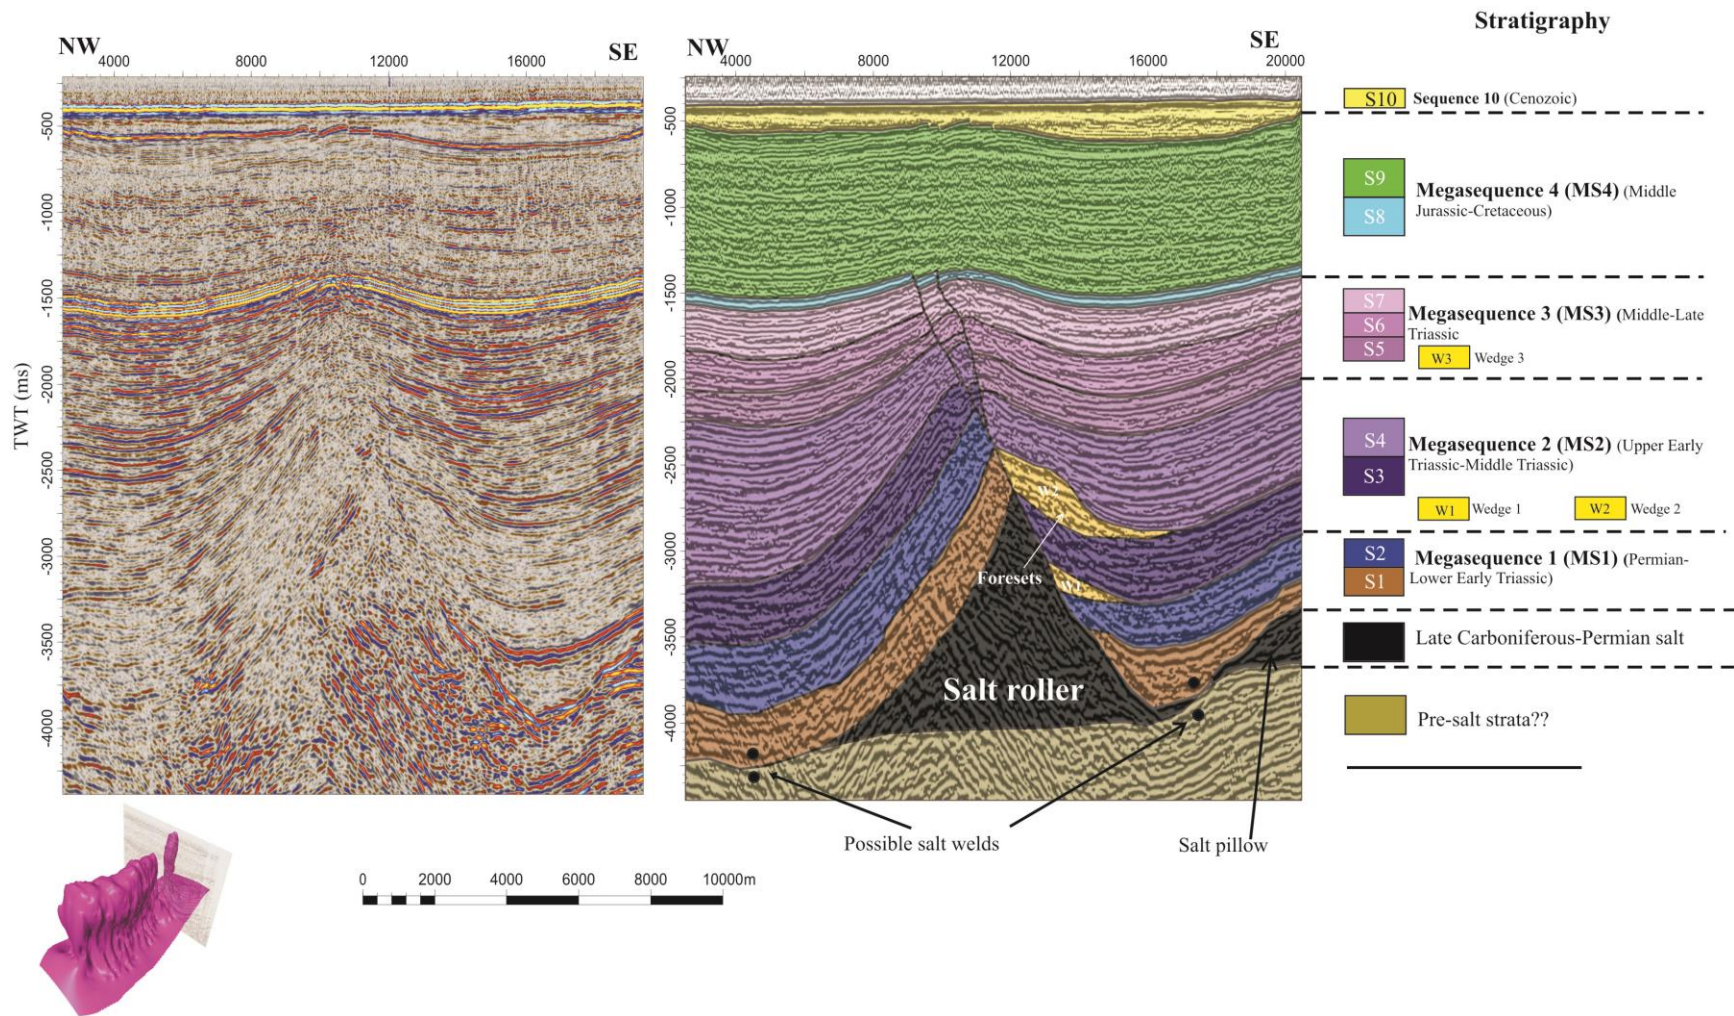 Stratigraphy
NW
SE
4000
8000
12000
16000
TWT (ms)
-500
-1000
-1500
-2000
-2500
-3000
-3500
-4000
NW
SE
4000
8000
12000
16000
20000
-500
-1000
-1500
-2000
-2500
-3000
-3500
-4000
W2
Foresets
W1
Salt roller
Possible salt welds
Salt pillow
S10
Sequence 10 (Cenozoic)
S9
S8
Megasequence 4 (MS4) (Middle
Jurassic-Cretaceous)
S7
S6
S5
Megasequence 3 (MS3) (Middle-Late
Triassic
W3
Wedge 3
S4
S3
Megasequence 2 (MS2) (Upper Early
Triassic-Middle Triassic)
W1
Wedge 1
W2
Wedge 2
S2
S1
Megasequence 1 (MS1) (Permian-
Lower Early Triassic)
Late Carboniferous-Permian salt
Pre-salt strata??
0
2000
4000
6000
8000
10000m